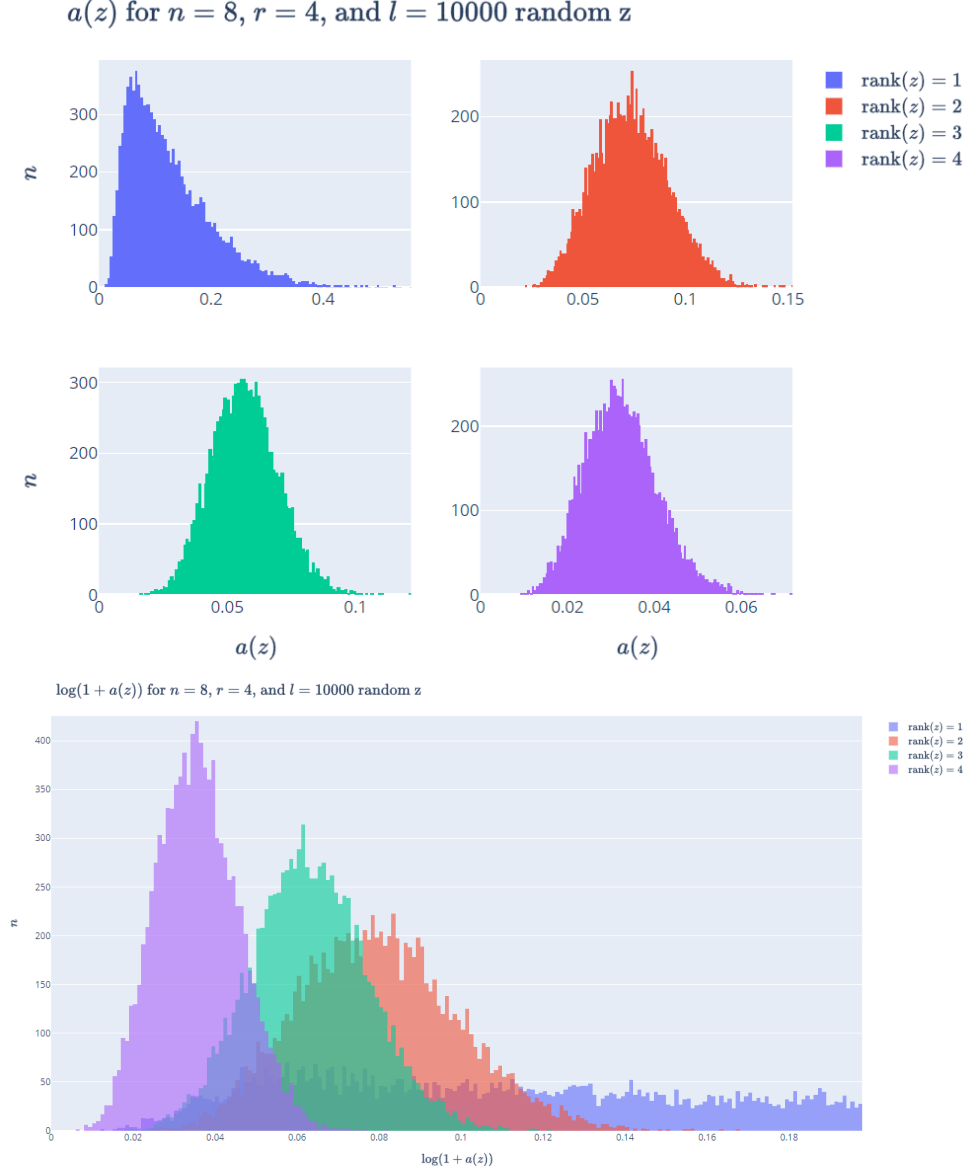 a(z) for n = 8, r = 4, and l = 10000 random z
rank(z) = 1
rank(z) = 2
rank(z) = 3
rank(z) = 4
n
300
200
100
0
0 0.2 0.4
200
100
0
0 0.05 0.1 0.15
n
300
200
100
0
0 0.05 0.1
a(z)
200
100
0
0 0.02 0.04 0.06
a(z)
log(1 + a(z)) for n = 8, r = 4, and l = 10000 random z
rank(z) = 1
rank(z) = 2
rank(z) = 3
rank(z) = 4
n
400
350
300
250
200
150
100
50
0
0 0.02 0.04 0.06 0.08 0.1 0.12 0.14 0.16 0.18
log(1 + a(z))